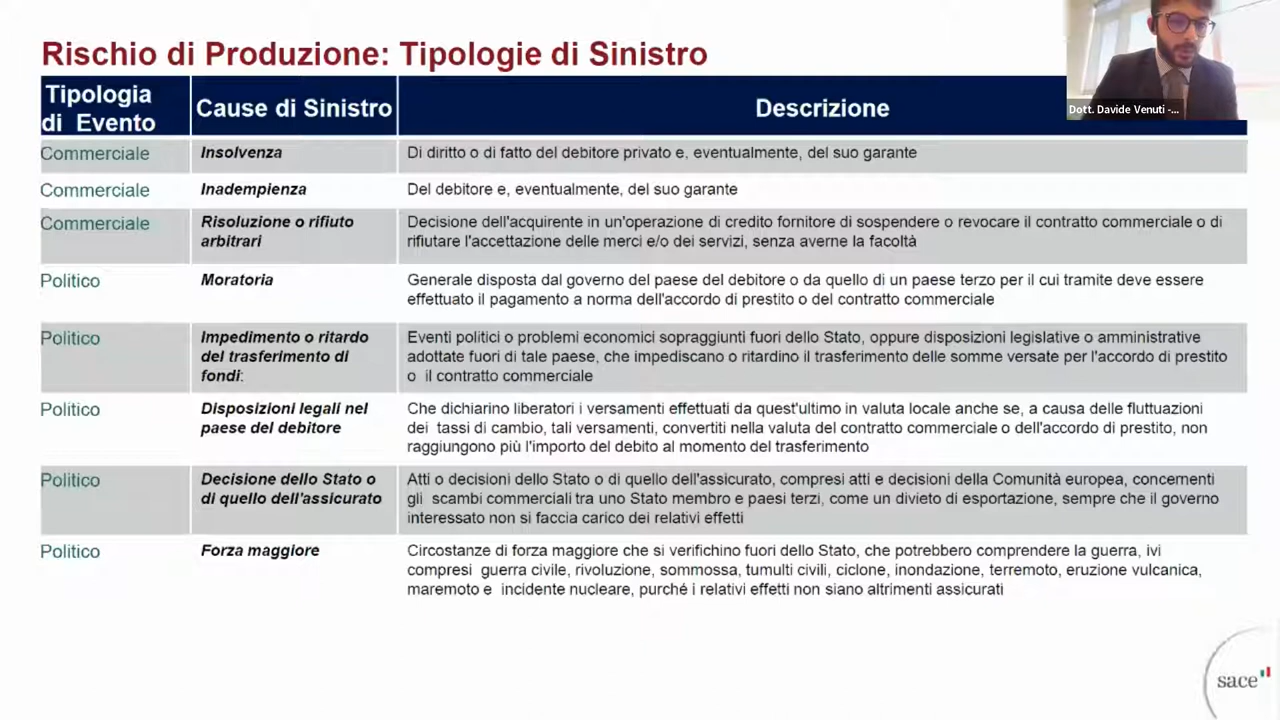 Rischio di Produzione: Tipologie di Sinistro
Tipologia
di Evento
Cause di Sinistro
Descrizione
Dott. Davide Venuti -...
Commerciale
Insolvenza
Di diritto o di fatto del debitore privato e, eventualmente, del suo garante
Commerciale
Inadempienza
Del debitore e, eventualmente, del suo garante
Commerciale
Risoluzione o rifiuto
arbitrari
Decisione dell'acquirente in un'operazione di credito fornitore di sospendere o revocare il contratto commerciale o di
rifiutare l'accettazione delle merci e/o dei servizi, senza averne la facoltà
Politico
Moratoria
Generale disposta dal governo del paese del debitore o da quello di un paese terzo per il cui tramite deve essere
effettuato il pagamento a norma dell'accordo di prestito o del contratto commerciale
Politico
Impedimento o ritardo
del trasferimento di
fondi:
Eventi politici o problemi economici sopraggiunti fuori dello Stato, oppure disposizioni legislative o amministrative
adottate fuori di tale paese, che impediscano o ritardino il trasferimento delle somme versate per l'accordo di prestito
o il contratto commerciale
Politico
Disposizioni legali nel
paese del debitore
Che dichiarino liberatori i versamenti effettuati da quest'ultimo in valuta locale anche se, a causa delle fluttuazioni
dei tassi di cambio, tali versamenti, convertiti nella valuta del contratto commerciale o dell'accordo di prestito, non
raggiungono più l'importo del debito al momento del trasferimento
Politico
Decisione dello Stato o
di quello dell'assicurato
Atti o decisioni dello Stato o di quello dell'assicurato, compresi atti e decisioni della Comunità europea, concernenti
gli scambi commerciali tra uno Stato membro e paesi terzi, come un divieto di esportazione, sempre che il governo
interessato non si faccia carico dei relativi effetti
Politico
Forza maggiore
Circostanze di forza maggiore che si verifichino fuori dello Stato, che potrebbero comprendere la guerra, ivi
compresi guerra civile, rivoluzione, sommossa, tumulti civili, ciclone, inondazione, terremoto, eruzione vulcanica,
maremoto e incidente nucleare, purché i relativi effetti non siano altrimenti assicurati
sace